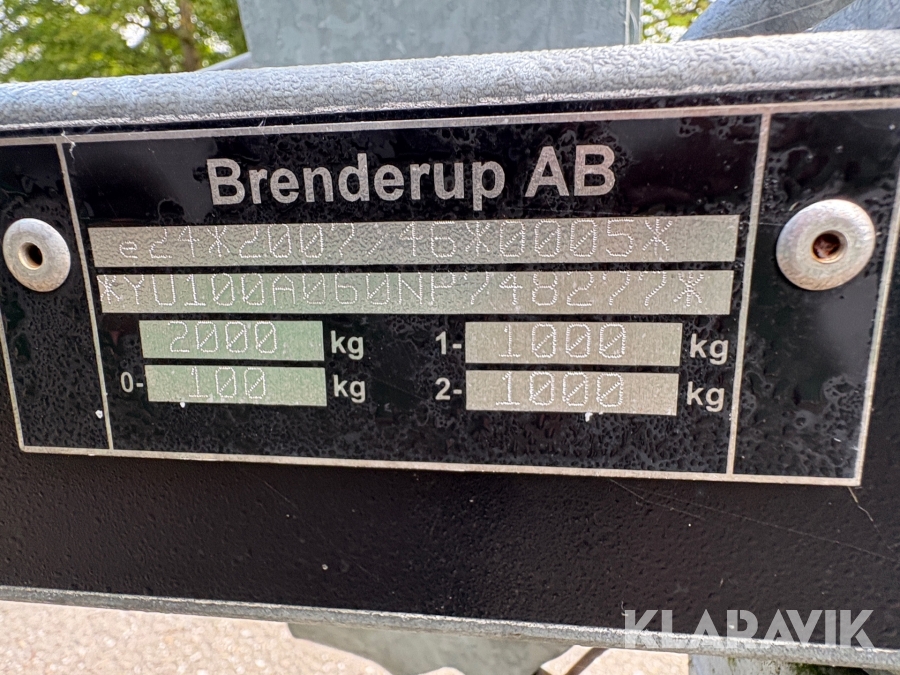 Brenderup AB
e24*2007/46*0005*
*YU100A060NP748277*
2000 kg 1- 1000 kg
0- 100 kg 2- 1000 kg
KLARAVIK